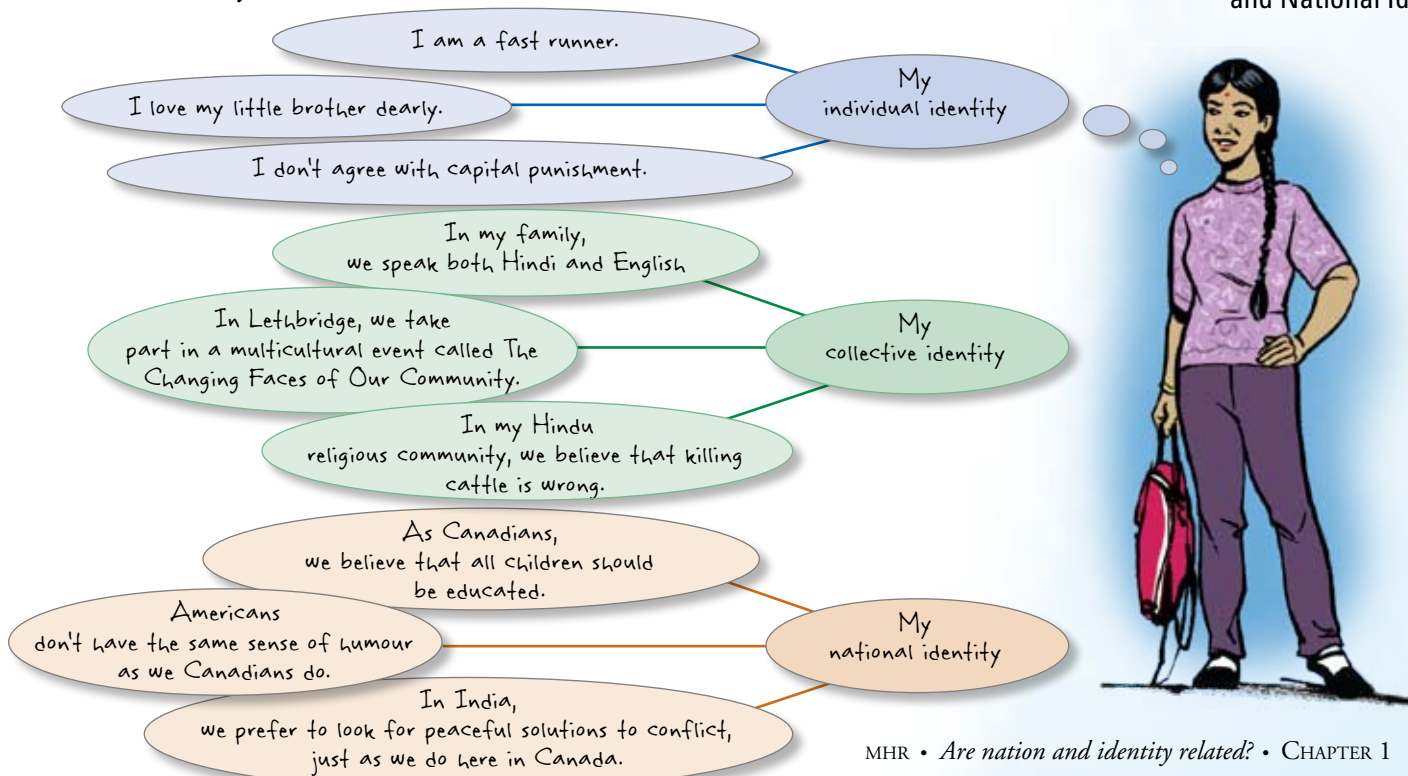 and National Id
I am a fast runner.
I love my little brother dearly.
I don't agree with capital punishment.
My
individual identity
In my family,
we speak both Hindi and English
In Lethbridge, we take
part in a multicultural event called The
Changing Faces of Our Community.
In my Hindu
religious community, we believe that killing
cattle is wrong.
My
collective identity
As Canadians,
we believe that all children should
be educated.
Americans
don't have the same sense of humour
as we Canadians do.
In India,
we prefer to look for peaceful solutions to conflict,
just as we do here in Canada.
My
national identity
MHR • Are nation and identity related? • CHAPTER 1